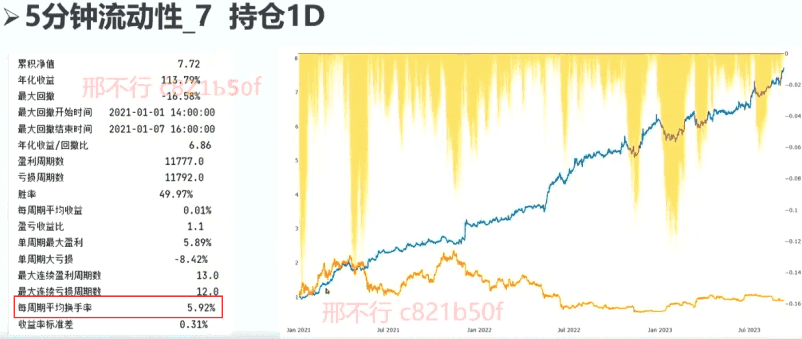 ➢5分钟流动性_7 持仓1D
累积净值 7.72
年化收益 113.79%
最大回撤 -16.58%
最大回撤开始时间 2021-01-01 14:00:00
最大回撤结束时间 2021-01-07 16:00:00
年化收益/回撤比 6.86
盈利周期数 11777.0
亏损周期数 11792.0
胜率 49.97%
每周期平均收益 0.01%
盈亏收益比 1.1
单周期最大盈利 5.89%
单周期大亏损 -8.42%
最大连续盈利周期数 13.0
最大连续亏损周期数 12.0
每周期平均换手率 5.92%
收益率标准差 0.31%
邢不行 c821b50f
8
7
6
5
4
3
2
1
0
−0.02
−0.04
−0.06
−0.08
−0.1
−0.12
−0.14
−0.16
Jan 2021
Jul 2021
Jan 2022
Jul 2022
Jan 2023
Jul 2023
邢不行 c821b50f